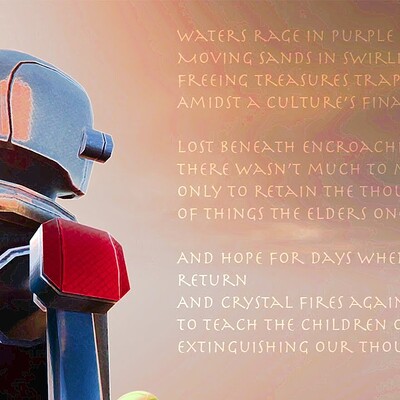 Waters rage in purple
Moving sands in swirl
Freeing treasures trap
Amidst a culture's fina
Lost beneath encroachi
There wasn't much to
Only to retain the thou
Of things the elders on
And hope for days whe
return
And crystal fires again
To teach the children
Extinguishing our thou